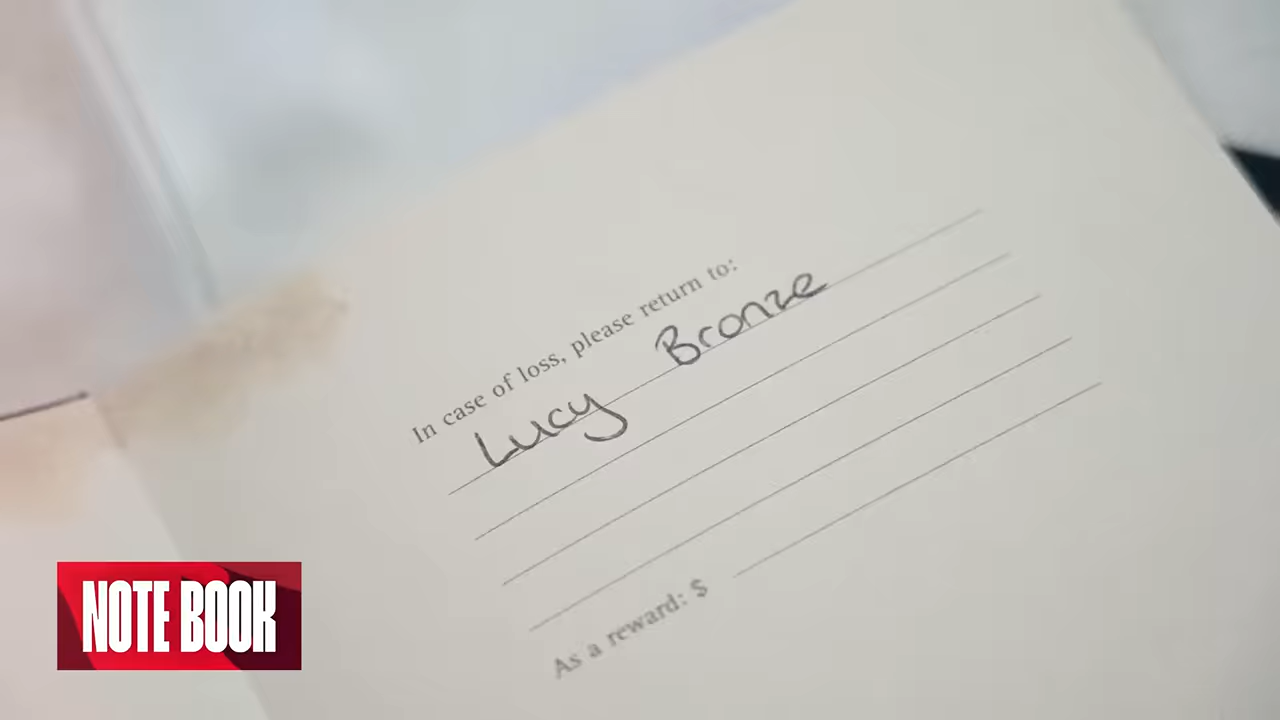 In case of loss, please return to:
Lucy Bronze
As a reward: $
NOTE BOOK